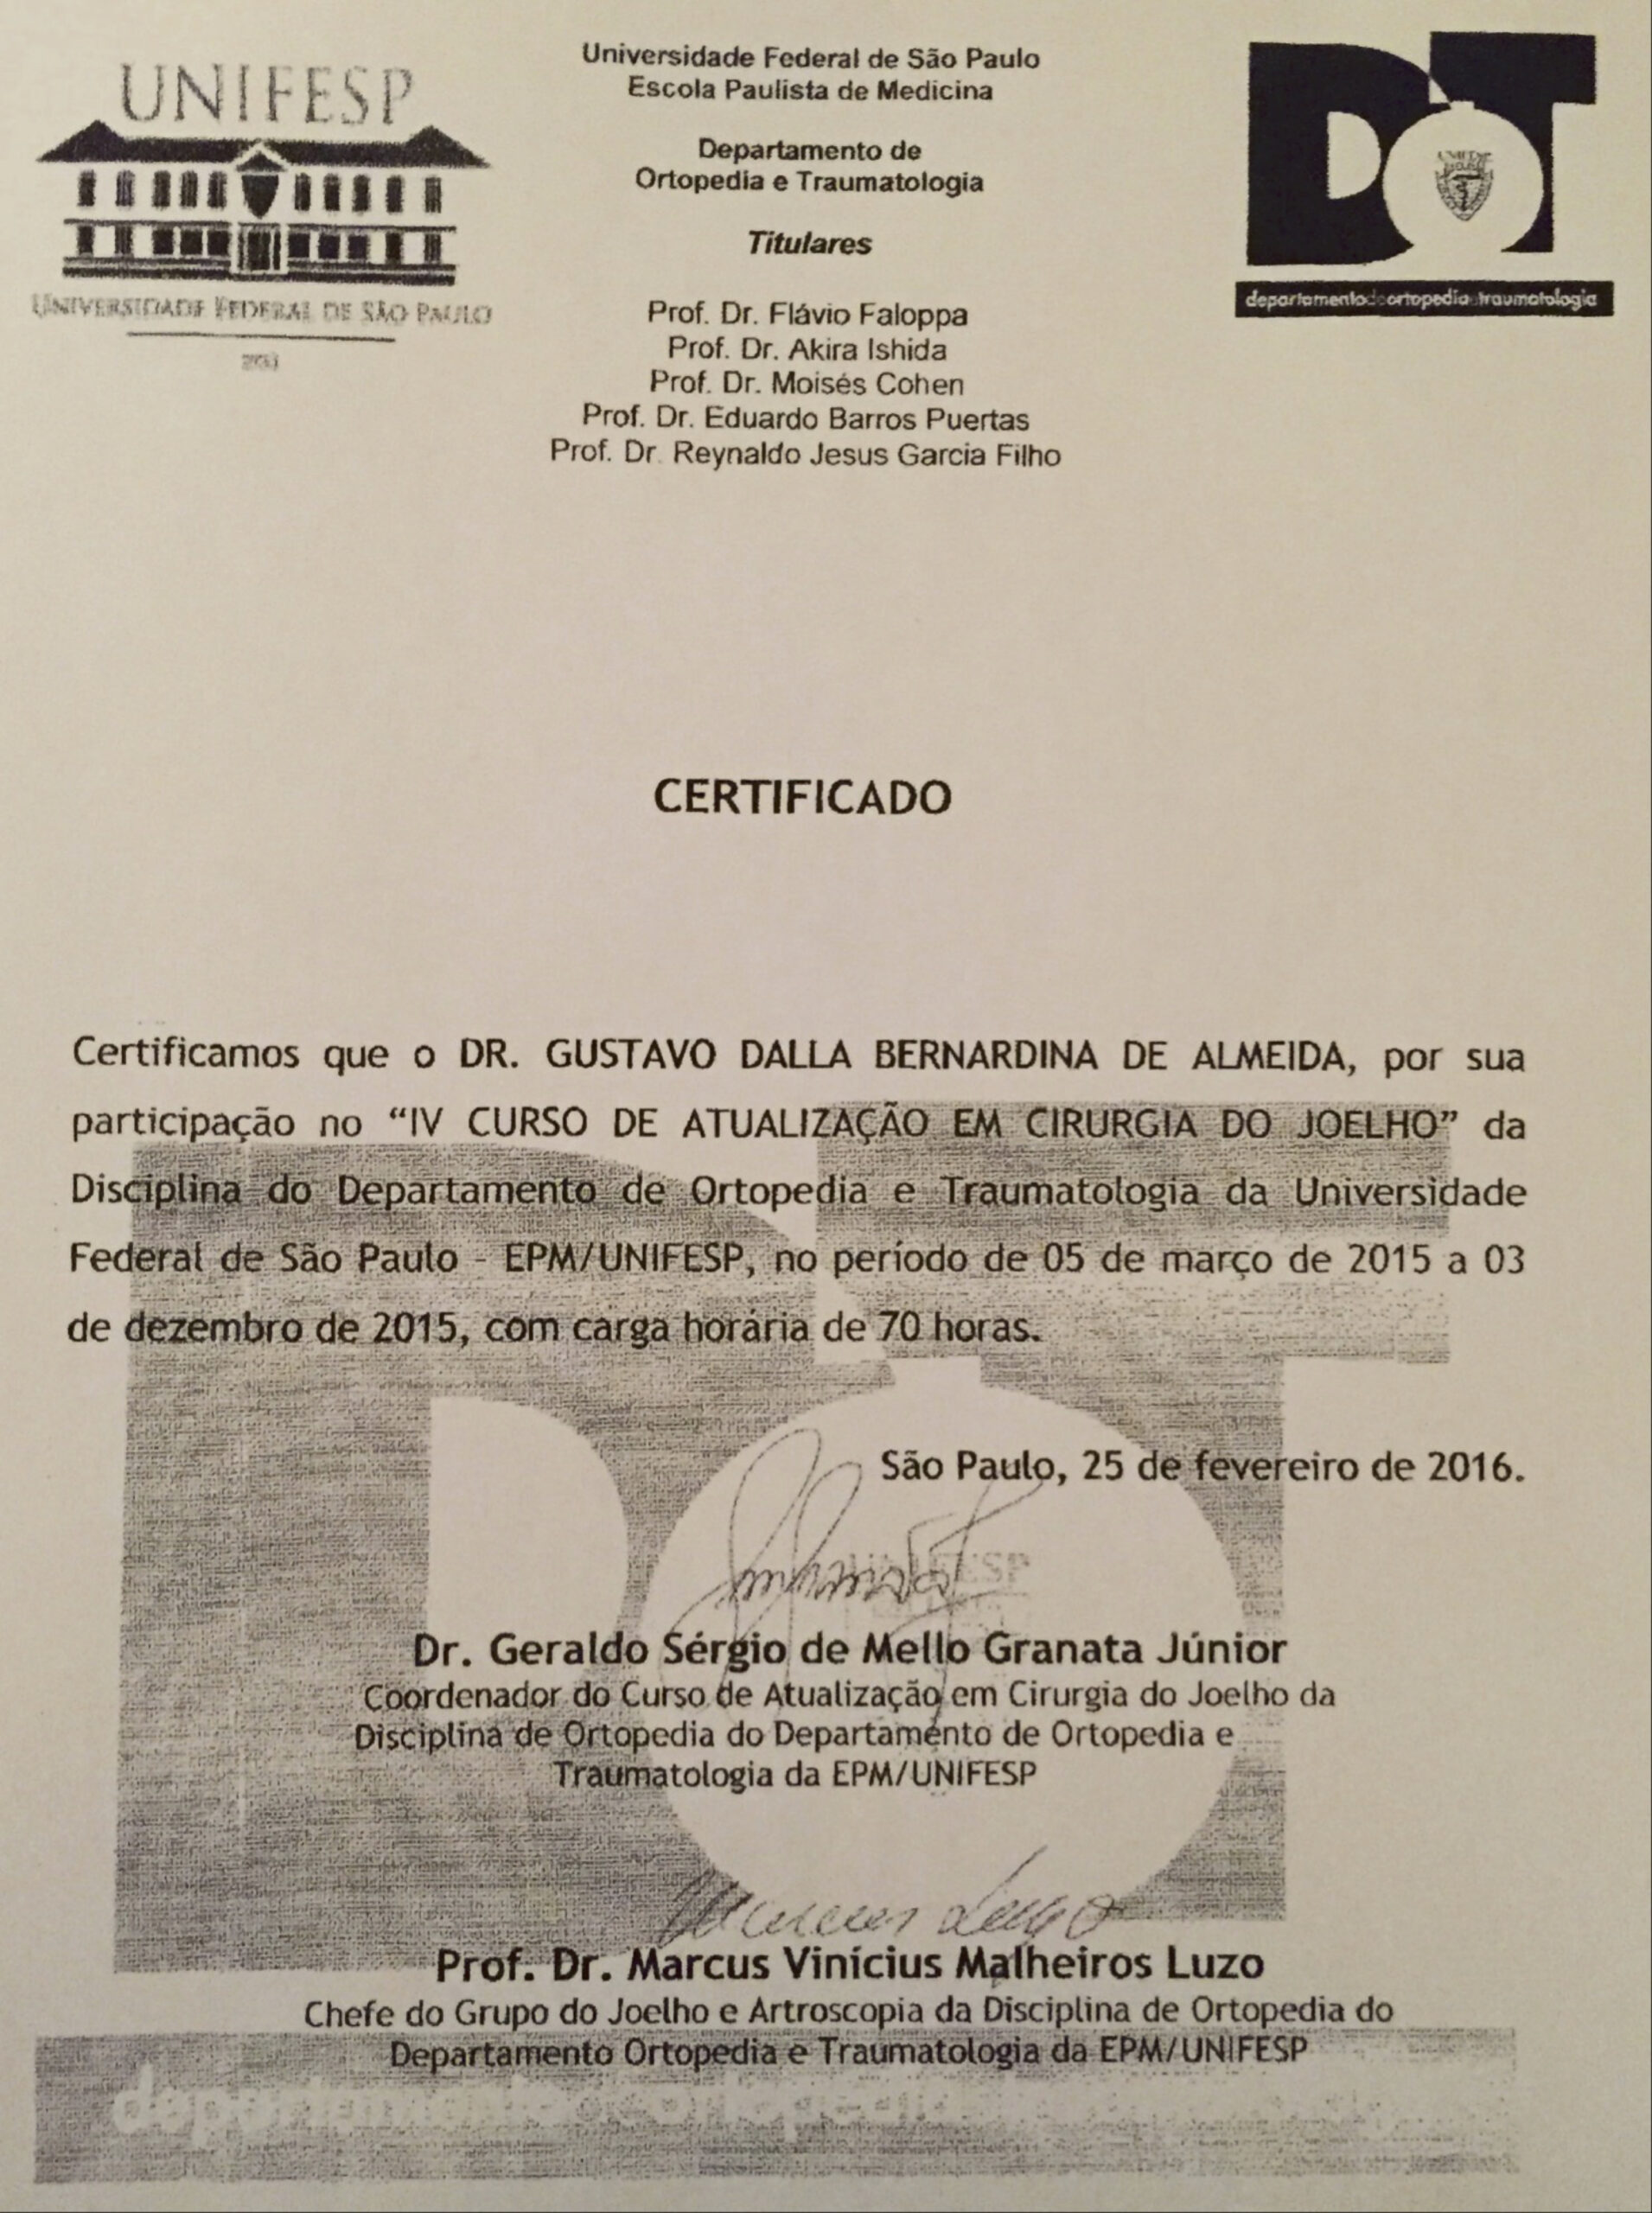 UNIFESP
UNIVERSIDADE FEDERAL DE SÃO PAULO
Universidade Federal de São Paulo
Escola Paulista de Medicina
Departamento de
Ortopedia e Traumatologia
Titulares
Prof. Dr. Flávio Faloppa
Prof. Dr. Akira Ishida
Prof. Dr. Moisés Cohen
Prof. Dr. Eduardo Barros Puertas
Prof. Dr. Reynaldo Jesus Garcia Filho
DOT
departamentodeortopediaetraumatologia
CERTIFICADO
Certificamos que o DR. GUSTAVO DALLA BERNARDINA DE ALMEIDA, por sua
participação no “IV CURSO DE ATUALIZAÇÃO EM CIRURGIA DO JOELHO” da
Disciplina do Departamento de Ortopedia e Traumatologia da Universidade
Federal de São Paulo - EPM/UNIFESP, no período de 05 de março de 2015 a 03
de dezembro de 2015, com carga horária de 70 horas.
São Paulo, 25 de fevereiro de 2016.
Dr. Geraldo Sérgio de Mello Granata Júnior
Coordenador do Curso de Atualização em Cirurgia do Joelho da
Disciplina de Ortopedia do Departamento de Ortopedia e
Traumatologia da EPM/UNIFESP
Prof. Dr. Marcus Vinícius Malheiros Luzo
Chefe do Grupo do Joelho e Artroscopia da Disciplina de Ortopedia do
Departamento Ortopedia e Traumatologia da EPM/UNIFESP